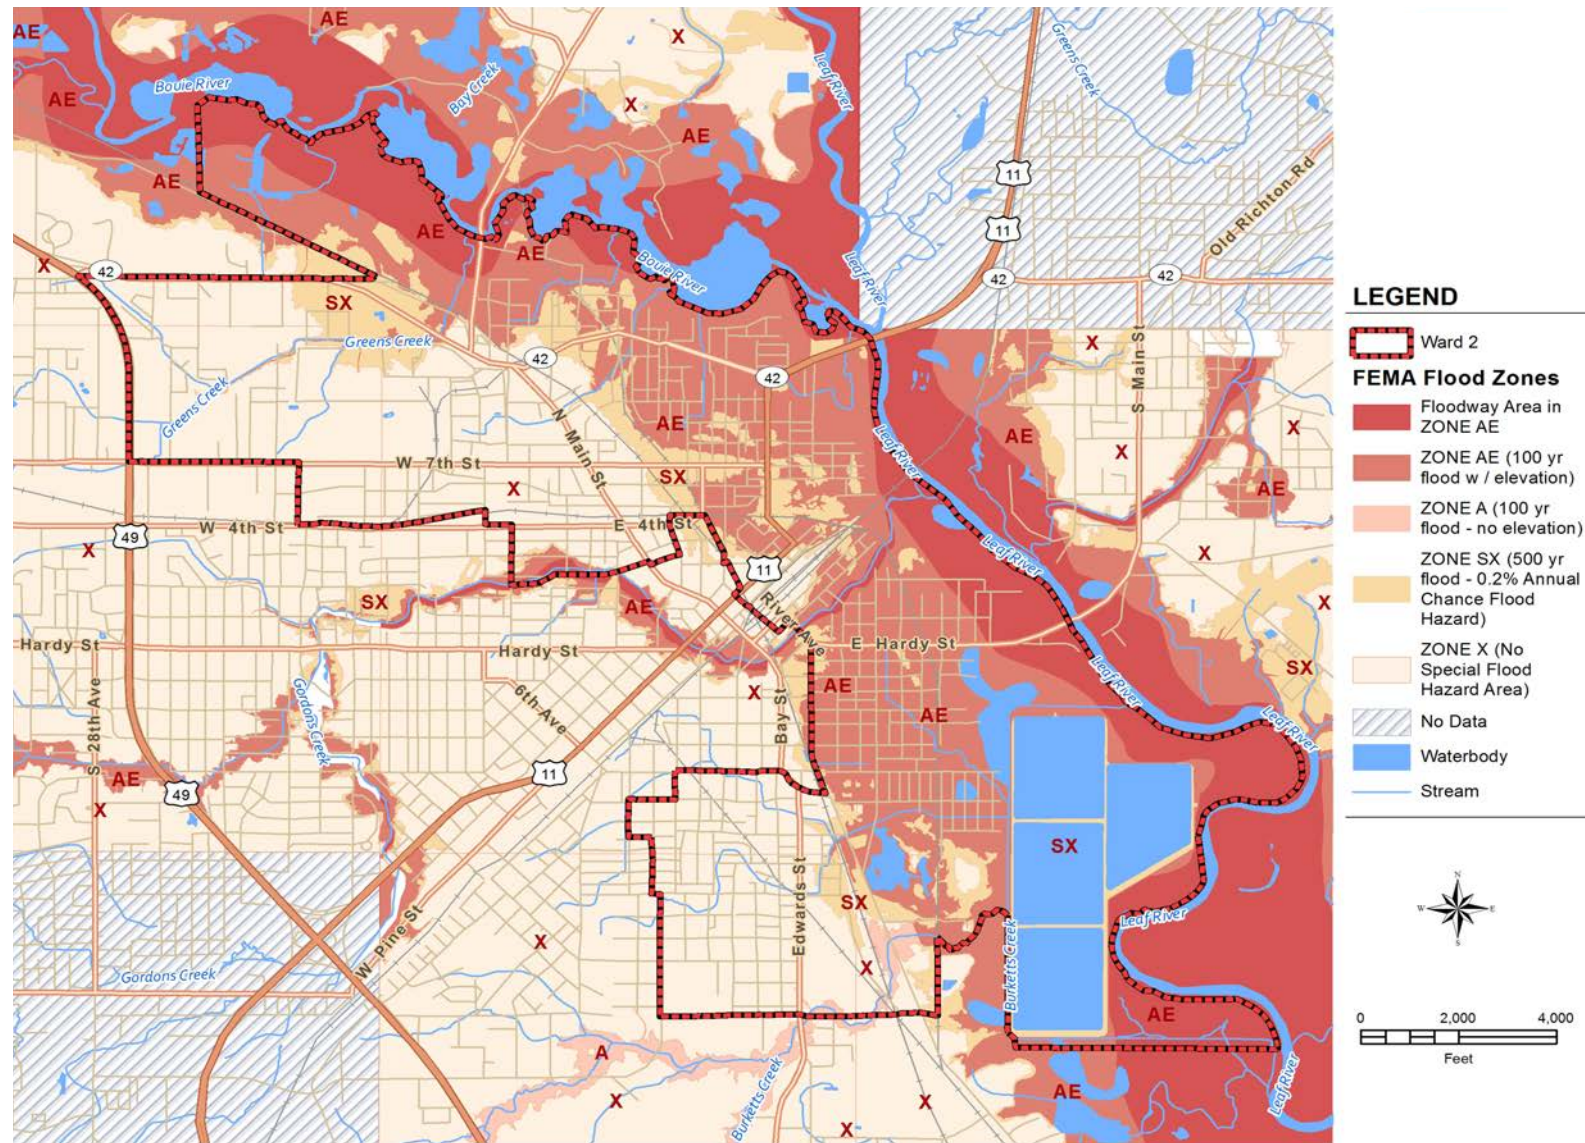 AE
AE
X
Leaf River
Greens Creek
Bouie River
Bay Creek
AE
X
AE
11
AE
Old Richton Rd
AE
AE
11
Bouie River
Leaf River
X
42
42
42
SX
Greens Creek
42
X
S Main St
42
Greens Creek
N Main St
AE
Leaf River
AE
X
X
W 7th St
SX
X
AE
W 4th St
E 4th St
49
X
Leaf River
X
11
SX
AE
River Ave
X
Hardy St
Hardy St
E Hardy St
SX
Leaf River
S 28th Ave
Gordons Creek
6th Ave
X
Bay St
AE
AE
Leaf River
AE
49
11
X
SX
Edwards St
SX
Leaf River
W Pine St
X
X
Burketts Creek
Gordons Creek
AE
A
Burketts Creek
AE
Leaf River
X
X
X
LEGEND
Ward 2
FEMA Flood Zones
Floodway Area in
ZONE AE
ZONE AE (100 yr
flood w / elevation)
ZONE A (100 yr
flood - no elevation)
ZONE SX (500 yr
flood - 0.2% Annual
Chance Flood
Hazard)
ZONE X (No
Special Flood
Hazard Area)
No Data
Waterbody
Stream
N
W
E
S
0
2,000
4,000
Feet